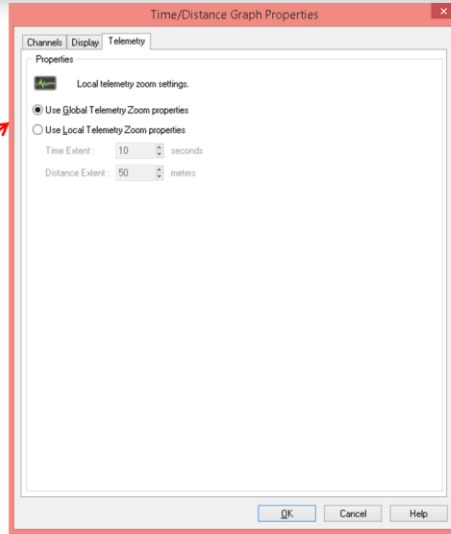 Time/Distance Graph Properties
Channels Display Telemetry
Properties
Local telemetry zoom settings.
Use Global Telemetry Zoom properties
Use Local Telemetry Zoom properties
Time Extent : 10 seconds
Distance Extent : 50 meters
OK Cancel Help